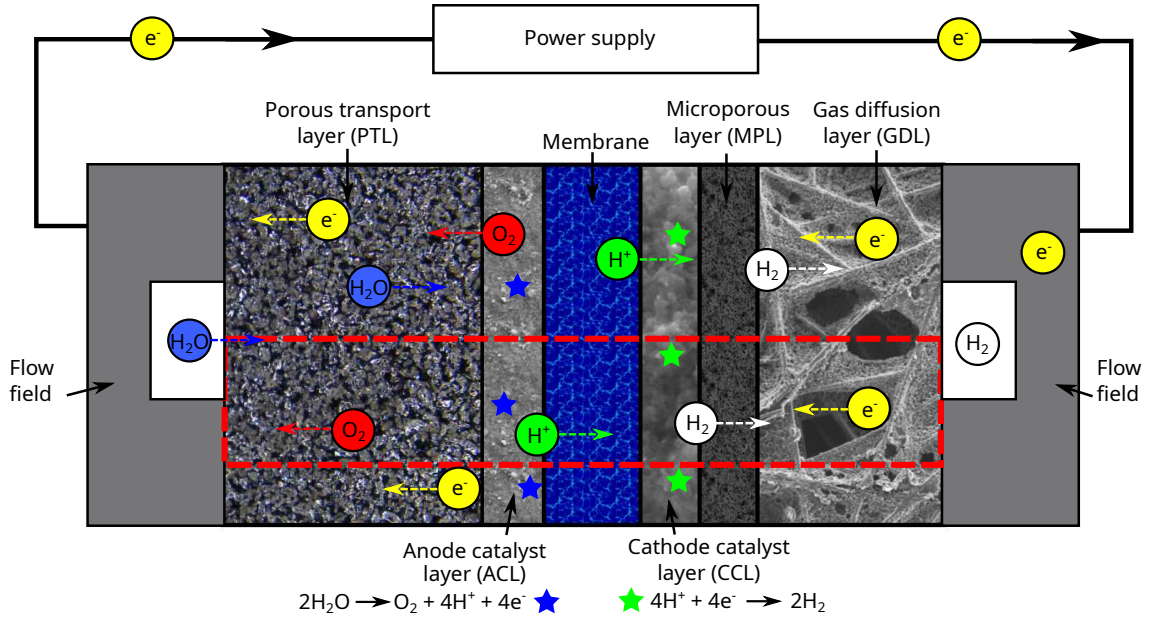 e⁻
Power supply
e⁻
Porous transport
layer (PTL)
Membrane
Microporous
layer (MPL)
Gas diffusion
layer (GDL)
e⁻
O₂
H⁺
H₂
e⁻
e⁻
H₂O
H₂O
H₂
Flow
field
Flow
field
O₂
H⁺
H₂
e⁻
e⁻
Anode catalyst
layer (ACL)
2H₂O → O₂ + 4H⁺ + 4e⁻
Cathode catalyst
layer (CCL)
4H⁺ + 4e⁻ → 2H₂